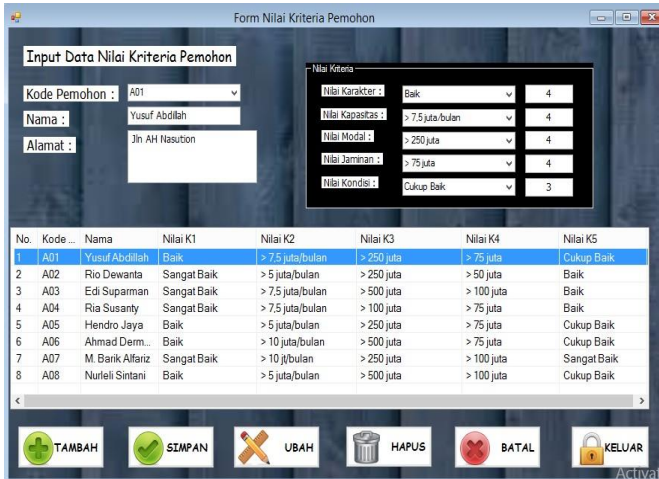 Form Nilai Kriteria Pemohon
Input Data Nilai Kriteria Pemohon
Kode Pemohon : A01
Nama : Yusuf Abdillah
Alamat : Jln AH Nasution
Nilai Kriteria
Nilai Karakter : Baik 4
Nilai Kapasitas : > 7,5 juta/bulan 4
Nilai Modal : > 250 juta 4
Nilai Jaminan : > 75 juta 4
Nilai Kondisi : Cukup Baik 3
No. Kode ... Nama Nilai K1 Nilai K2 Nilai K3 Nilai K4 Nilai K5
1 A01 Yusuf Abdillah Baik > 7,5 juta/bulan > 250 juta > 75 juta Cukup Baik
2 A02 Rio Dewanta Sangat Baik > 5 juta/bulan > 250 juta > 50 juta Baik
3 A03 Edi Suparman Sangat Baik > 7,5 juta/bulan > 500 juta > 100 juta Baik
4 A04 Ria Susanty Sangat Baik > 7,5 juta/bulan > 100 juta > 75 juta Baik
5 A05 Hendro Jaya Baik > 5 juta/bulan > 250 juta > 75 juta Cukup Baik
6 A06 Ahmad Derm... Baik > 10 juta/bulan > 250 juta > 75 juta Cukup Baik
7 A07 M. Barik Alfariz Sangat Baik > 10 jt/bulan > 250 juta > 100 juta Sangat Baik
8 A08 Nurleli Sintani Baik > 5 juta/bulan > 500 juta > 100 juta Cukup Baik
TAMBAH SIMPAN UBAH HAPUS BATAL KELUAR
Activat